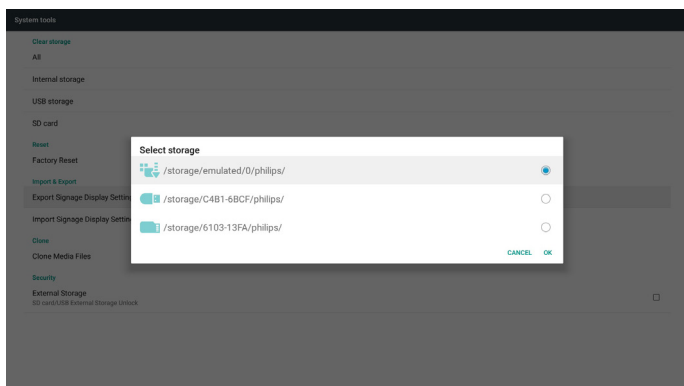 System tools
Clear storage
All
Internal storage
USB storage
SD card
Reset
Factory Reset
Import & Export
Export Signage Display Setting
Import Signage Display Settin
Clone
Clone Media Files
Security
External Storage
SD card/USB External Storage Unlock
Select storage
/storage/emulated/0/philips/
/storage/C4B1-6BCF/philips/
/storage/6103-13FA/philips/
CANCEL OK